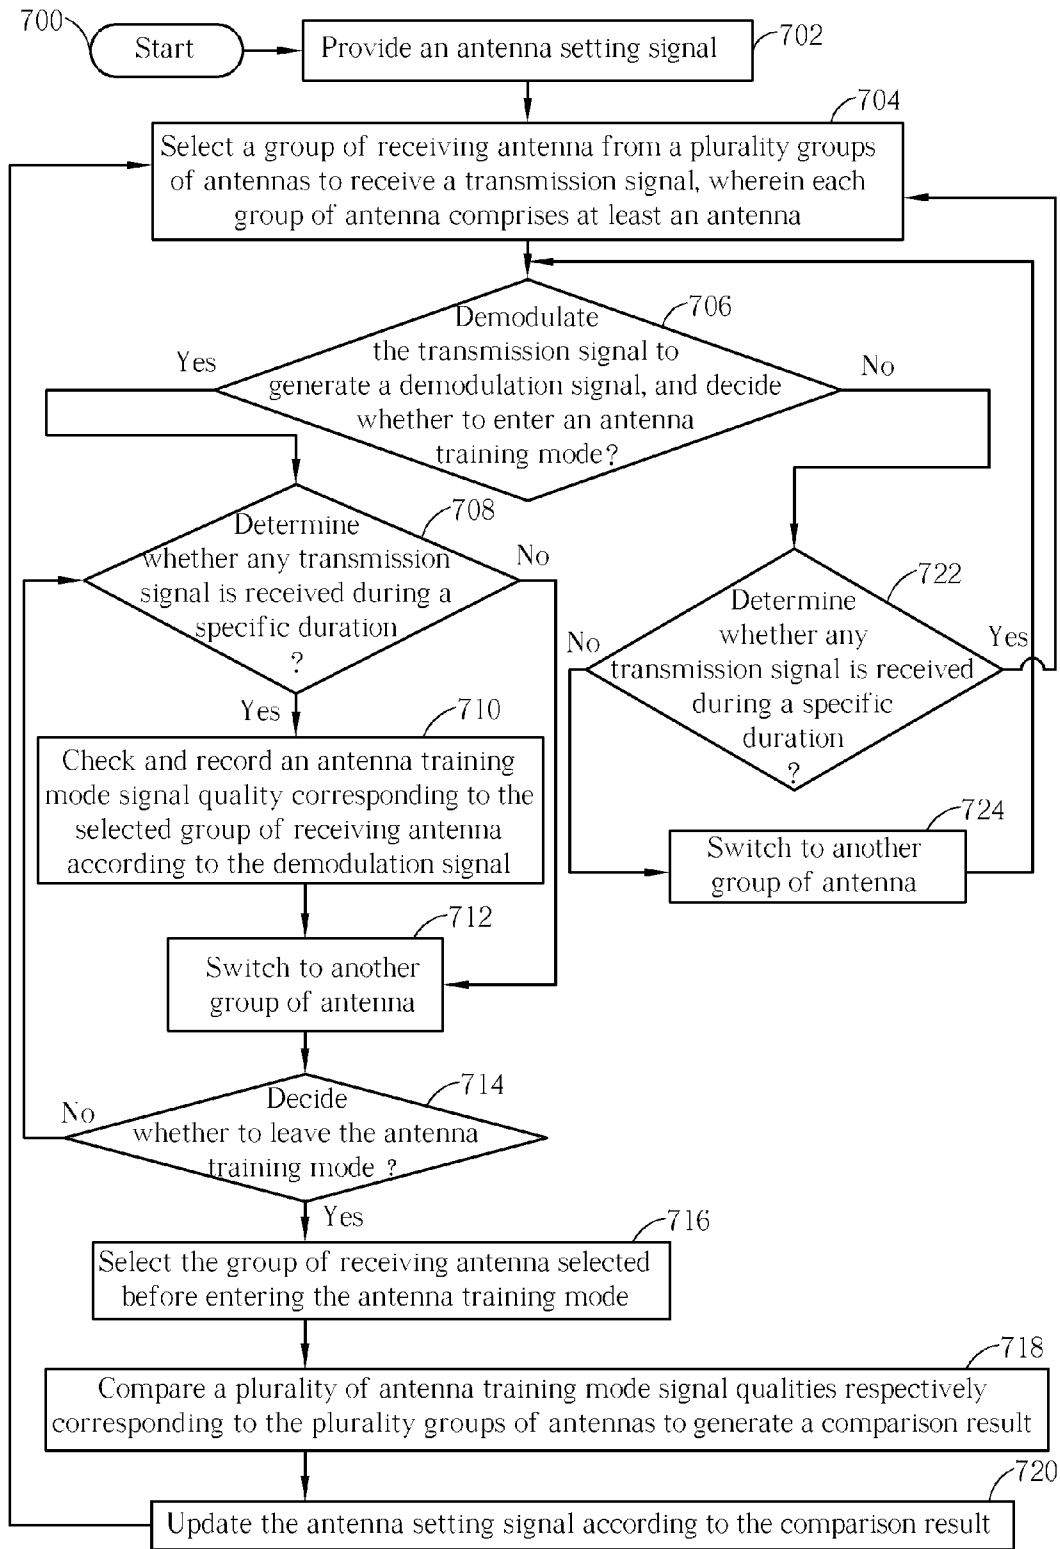 700
Start
Provide an antenna setting signal
702
704
Select a group of receiving antenna from a plurality groups
of antennas to receive a transmission signal, wherein each
group of antenna comprises at least an antenna
706
Demodulate
the transmission signal to
generate a demodulation signal, and decide
whether to enter an antenna
training mode?
Yes
No
708
Determine
whether any transmission
signal is received during a
specific duration
?
No
Yes
722
Determine
whether any
transmission signal is received
during a specific
duration
?
No
Yes
710
Check and record an antenna training
mode signal quality corresponding to the
selected group of receiving antenna
according to the demodulation signal
724
Switch to another
group of antenna
712
Switch to another
group of antenna
714
Decide
whether to leave the antenna
training mode ?
No
Yes
716
Select the group of receiving antenna selected
before entering the antenna training mode
718
Compare a plurality of antenna training mode signal qualities respectively
corresponding to the plurality groups of antennas to generate a comparison result
720
Update the antenna setting signal according to the comparison result